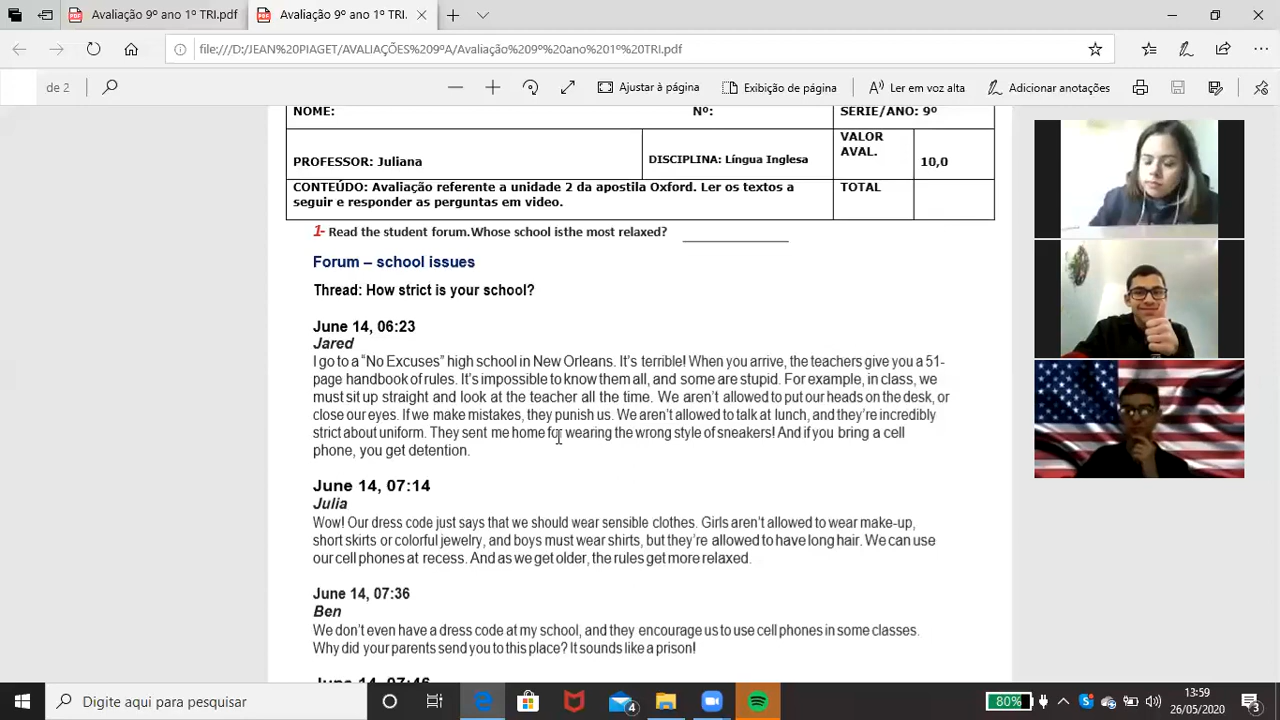 Avaliação 9º ano 1º TRI.pdf
Avaliação 9º ano 1º TRI.
file:///D:/JEAN%20PIAGET/AVALIAÇÕES%209ºA/Avaliação%209º%20ano%201º%20TRI.pdf
de 2
Ajustar à página
Exibição de página
Ler em voz alta
Adicionar anotações
NOME: Nº: SÉRIE/ANO: 9º
PROFESSOR: Juliana
DISCIPLINA: Língua Inglesa
VALOR
AVAL.
10,0
CONTEÚDO: Avaliação referente a unidade 2 da apostila Oxford. Ler os textos a
seguir e responder as perguntas em video.
TOTAL
1- Read the student forum.Whose school isthe most relaxed? ________________
Forum – school issues
Thread: How strict is your school?
June 14, 06:23
Jared
I go to a “No Excuses” high school in New Orleans. It’s terrible! When you arrive, the teachers give you a 51-
page handbook of rules. It’s impossible to know them all, and some are stupid. For example, in class, we
must sit up straight and look at the teacher all the time. We aren’t allowed to put our heads on the desk, or
close our eyes. If we make mistakes, they punish us. We aren’t allowed to talk at lunch, and they’re incredibly
strict about uniform. They sent me home for wearing the wrong style of sneakers! And if you bring a cell
phone, you get detention.
June 14, 07:14
Julia
Wow! Our dress code just says that we should wear sensible clothes. Girls aren’t allowed to wear make-up,
short skirts or colorful jewelry, and boys must wear shirts, but they’re allowed to have long hair. We can use
our cell phones at recess. And as we get older, the rules get more relaxed.
June 14, 07:36
Ben
We don’t even have a dress code at my school, and they encourage us to use cell phones in some classes.
Why did your parents send you to this place? It sounds like a prison!
June 14, 07:46
Digite aqui para pesquisar
4
80%
13:59
26/05/2020
3